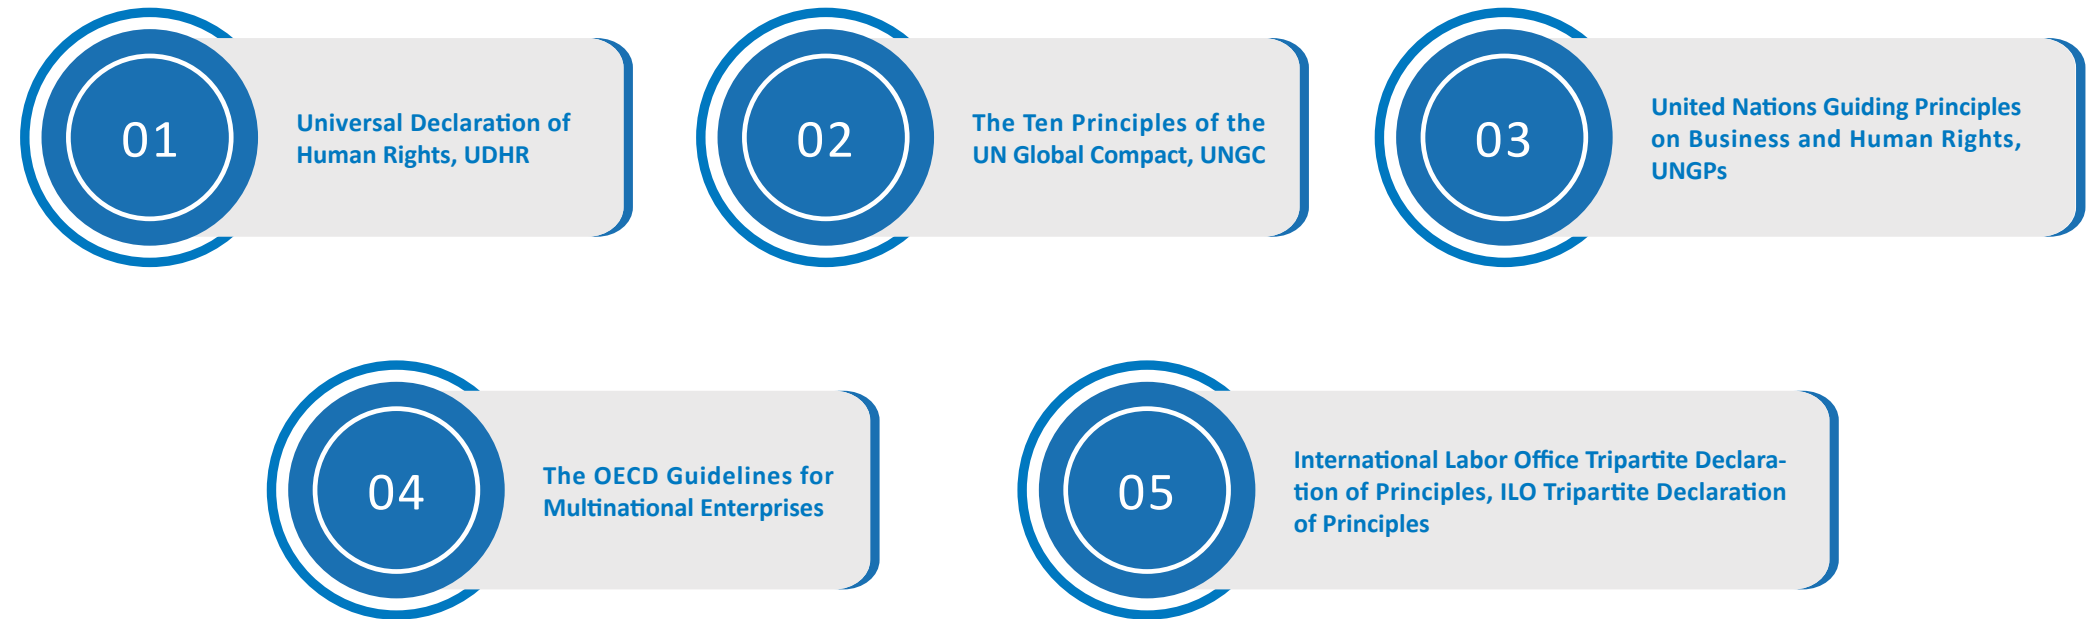 01
Universal Declaration of
Human Rights, UDHR
02
The Ten Principles of the
UN Global Compact, UNGC
03
United Nations Guiding Principles
on Business and Human Rights,
UNGPs
04
The OECD Guidelines for
Multinational Enterprises
05
International Labor Office Tripartite Declara-
tion of Principles, ILO Tripartite Declaration
of Principles